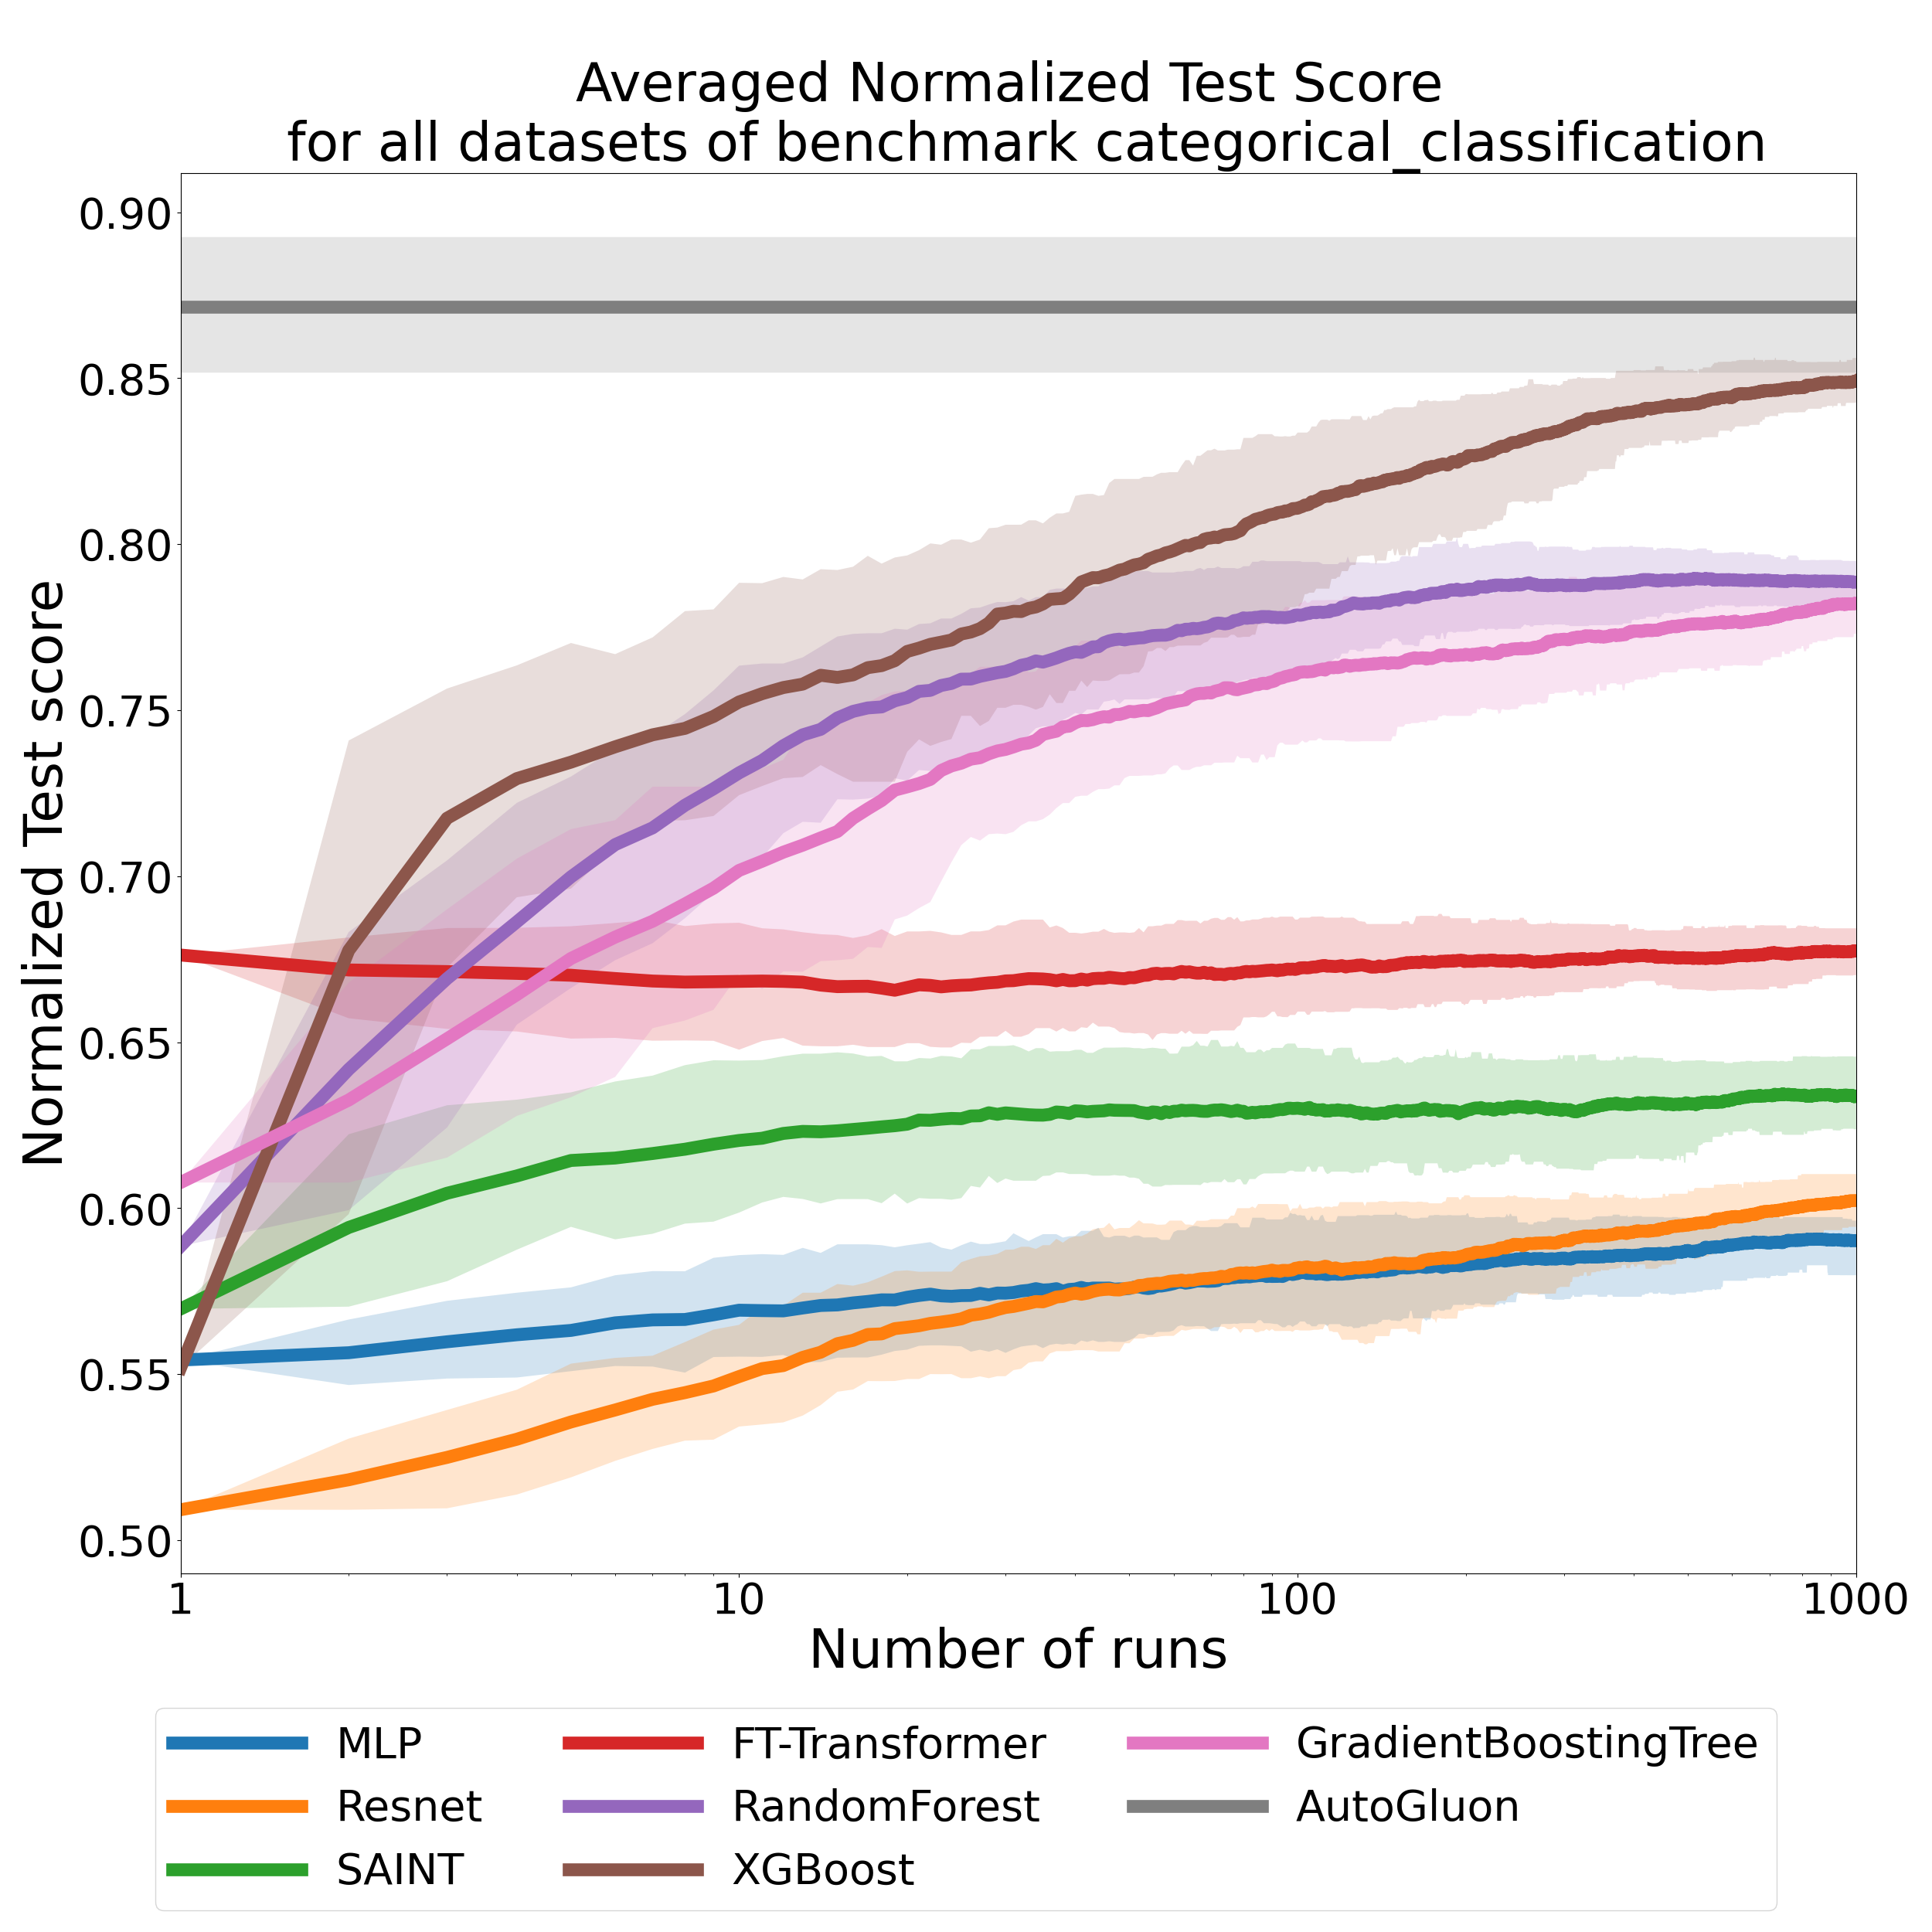 Averaged Normalized Test Score
for all datasets of benchmark categorical_classification
Normalized Test score
0.90
0.85
0.80
0.75
0.70
0.65
0.60
0.55
0.50
1
10
100
1000
Number of runs
MLP
Resnet
SAINT
FT-Transformer
RandomForest
XGBoost
GradientBoostingTree
AutoGluon